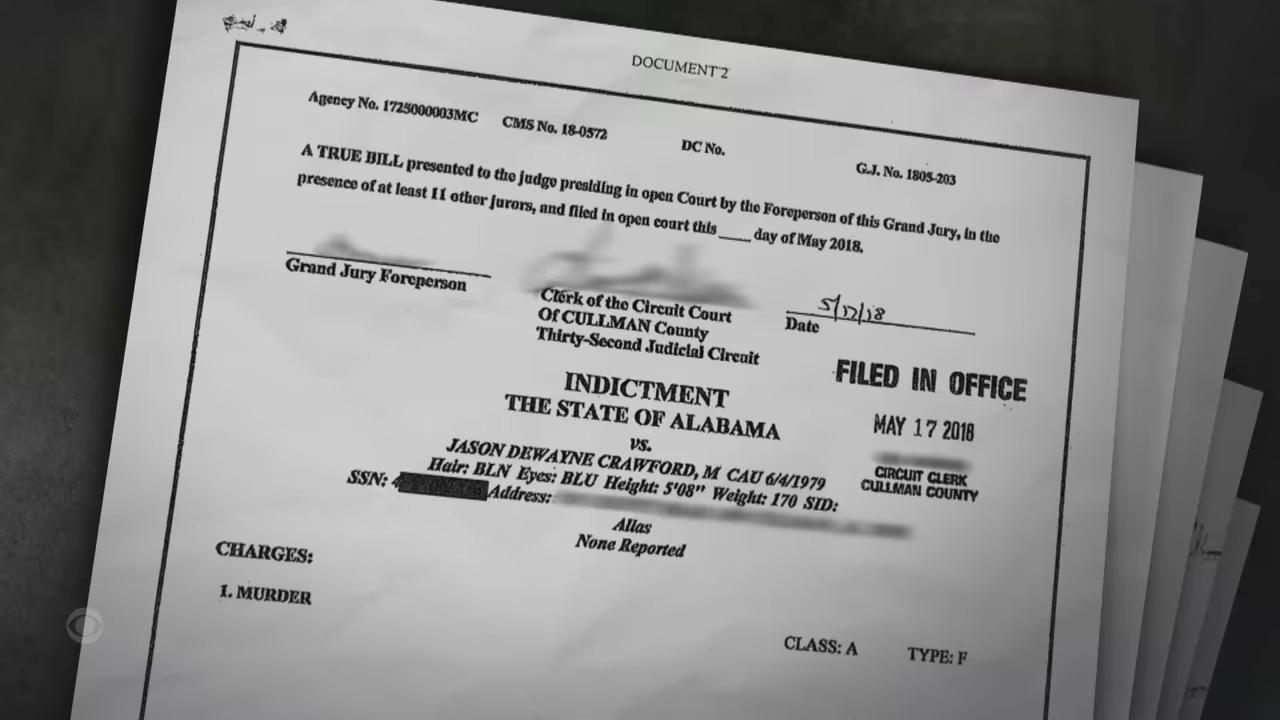 DOCUMENT 2
Agency No. 1725000003MC CMS No. 18-0572 DC No. G.J. No. 1805-203
A TRUE BILL presented to the judge presiding in open Court by the Foreperson of this Grand Jury, in the
presence of at least 11 other jurors, and filed in open court this ____ day of May 2018.
Grand Jury Foreperson
Clerk of the Circuit Court
Of CULLMAN County
Thirty-Second Judicial Circuit
5/17/18
Date
FILED IN OFFICE
MAY 17 2018
CIRCUIT CLERK
CULLMAN COUNTY
INDICTMENT
THE STATE OF ALABAMA
vs.
JASON DEWAYNE CRAWFORD, M CAU 6/4/1979
Hair: BLN Eyes: BLU Height: 5'08" Weight: 170 SID:
SSN: 4 Address:
Alias
None Reported
CHARGES:
1. MURDER
CLASS: A TYPE: F